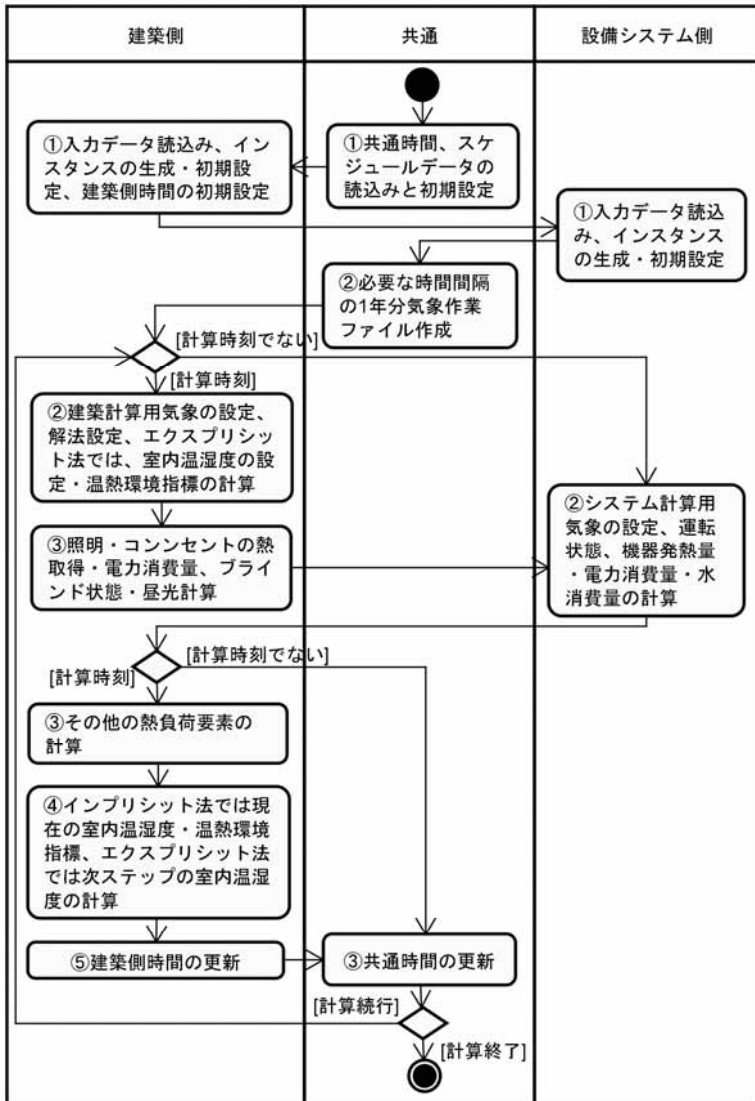 建築側
共通
設備システム側
①共通時間、スケ
ジュールデータの
読込みと初期設定
①入力データ読込み、イン
スタンスの生成・初期設
定、建築側時間の初期設定
①入力データ読込
み、インスタンス
の生成・初期設定
②必要な時間間隔
の1年分気象作業
ファイル作成
[計算時刻でない]
[計算時刻]
②建築計算用気象の設定、
解法設定、エクスプリシッ
ト法では、室内温湿度の設
定・温熱環境指標の計算
③照明・コンンセントの熱
取得・電力消費量、ブライ
ンド状態・昼光計算
②システム計算用
気象の設定、運転
状態、機器発熱量
・電力消費量・水
消費量の計算
[計算時刻でない]
[計算時刻]
③その他の熱負荷要素の
計算
④インプリシット法では現
在の室内温湿度・温熱環境
指標、エクスプリシット法
では次ステップの室内温湿
度の計算
⑤建築側時間の更新
③共通時間の更新
[計算続行]
[計算終了]